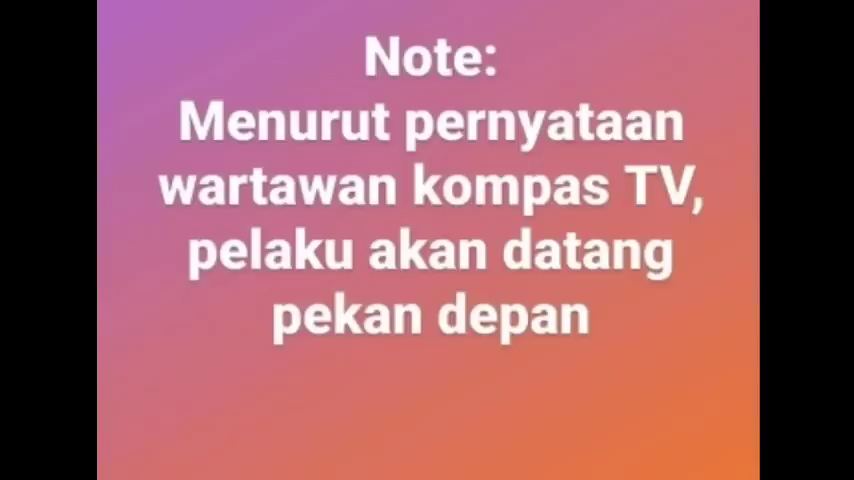 Note:
Menurut pernyataan
wartawan kompas TV,
pelaku akan datang
pekan depan